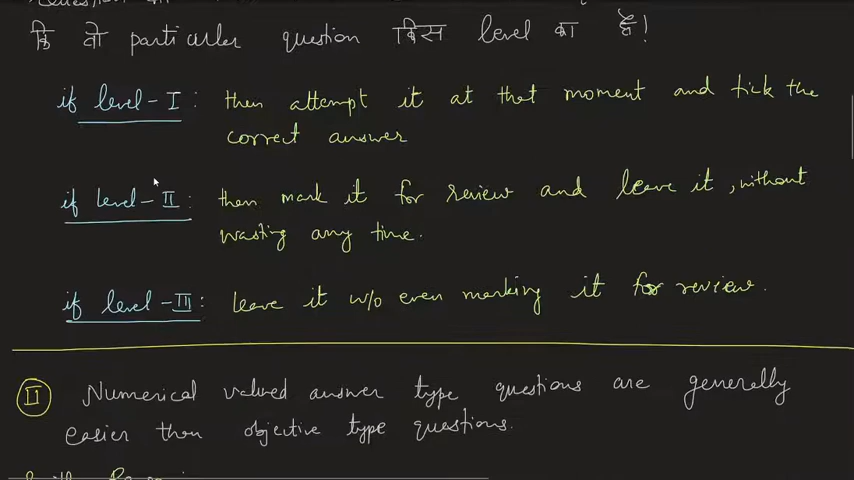 कि वो particular question किस level का है!
if level-I : then attempt it at that moment and tick the
correct answer
if level-II : then mark it for review and leave it, without
wasting any time.
if level-III : leave it w/o even marking it for review.
II Numerical valued answer type questions are generally
easier then objective type questions.